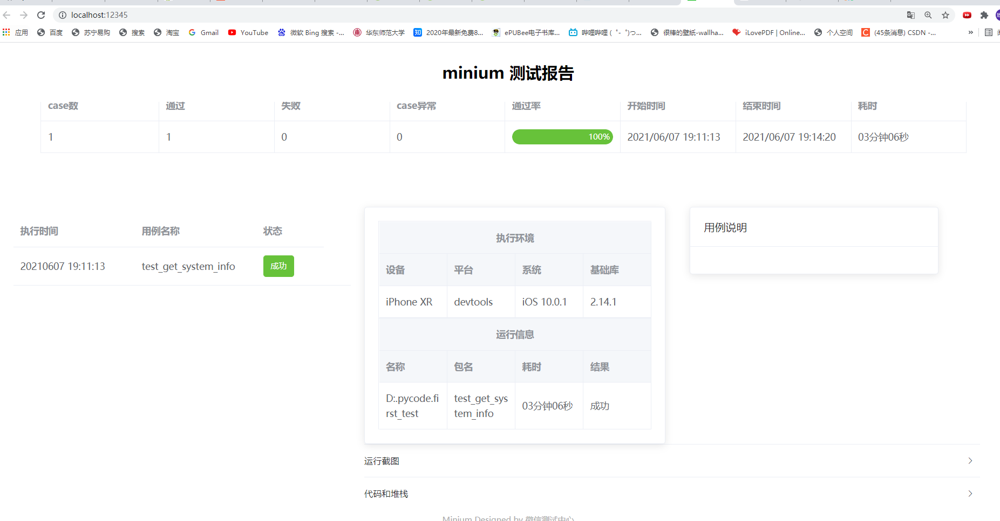 localhost:12345
应用 百度 苏宁易购 搜索 淘宝 Gmail YouTube 微软 Bing 搜索 -... 华东师范大学 2020年最新免费8... ePUBee电子书库... 哔哩哔哩 ( ゜- ゜)つ... 很棒的壁纸-wallha... iLovePDF | Online... 个人空间 (45条消息) CSDN -... »
minium 测试报告
case数 通过 失败 case异常 通过率 开始时间 结束时间 耗时
1 1 0 0 100% 2021/06/07 19:11:13 2021/06/07 19:14:20 03分钟06秒
执行时间 用例名称 状态
20210607 19:11:13 test_get_system_info 成功
执行环境
设备 平台 系统 基础库
iPhone XR devtools iOS 10.0.1 2.14.1
运行信息
名称 包名 耗时 结果
D:.pycode.fi
rst_test
test_get_sys
tem_info
03分钟06秒 成功
用例说明
运行截图
代码和堆栈
Minium Designed by 微信测试中心